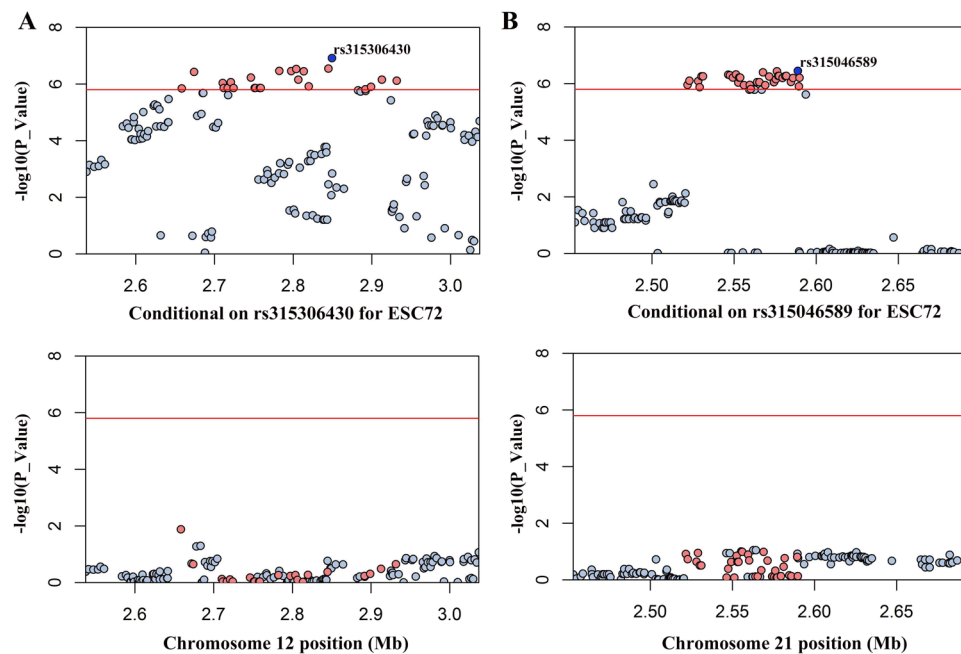 A
B
8
6
4
2
0
-log10(P_Value)
rs315306430
2.6 2.7 2.8 2.9 3.0
Conditional on rs315306430 for ESC72
8
6
4
2
0
-log10(P_Value)
rs315046589
2.50 2.55 2.60 2.65
Conditional on rs315046589 for ESC72
8
6
4
2
0
-log10(P_Value)
2.6 2.7 2.8 2.9 3.0
Chromosome 12 position (Mb)
8
6
4
2
0
-log10(P_Value)
2.50 2.55 2.60 2.65
Chromosome 21 position (Mb)